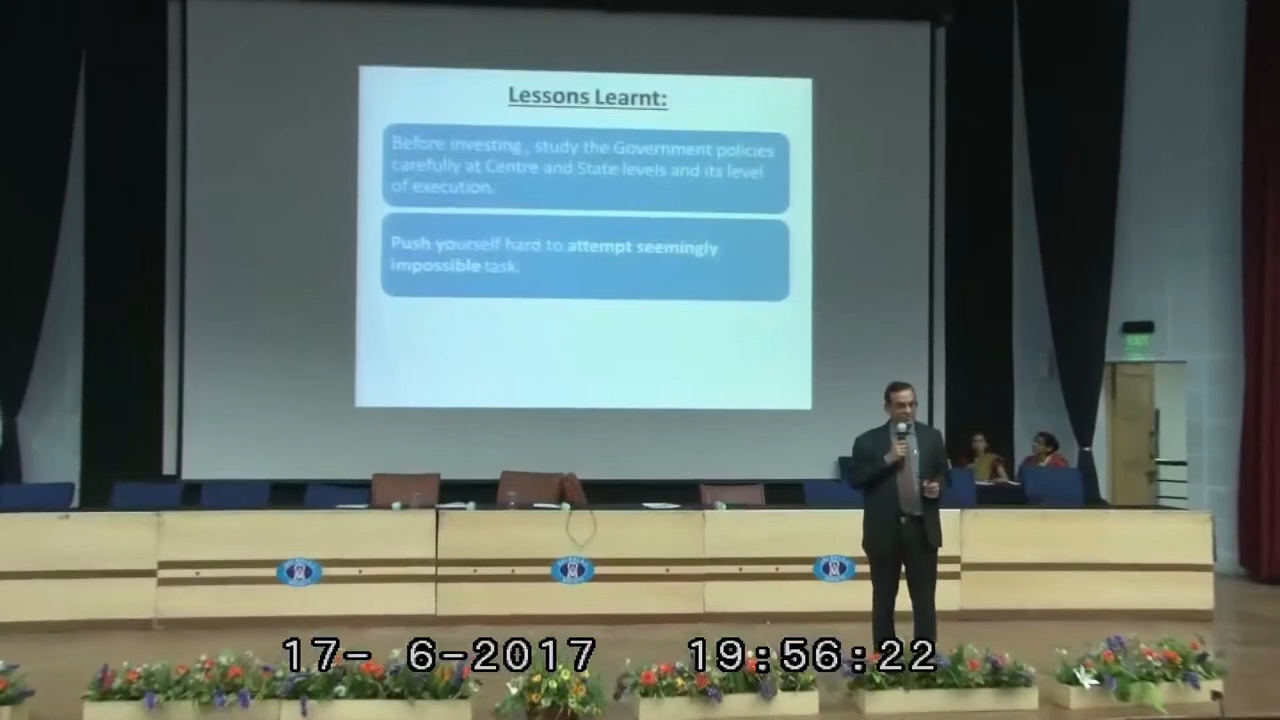 Lessons Learnt:
Before investing , study the Government policies
carefully at Centre and State levels and its level
of execution.
Push yourself hard to attempt seemingly
impossible task.
EXIT
17- 6-2017 19:56:22